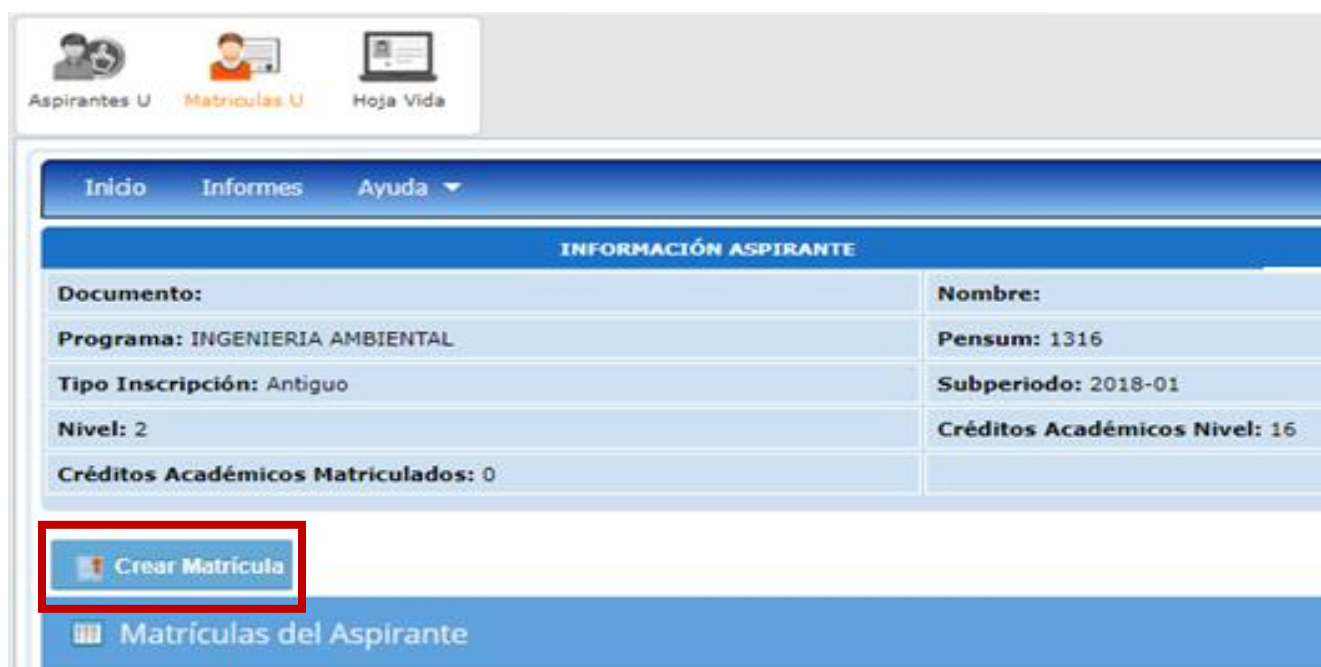 Aspirantes U Matriculas U Hoja Vida
Inicio Informes Ayuda
INFORMACIÓN ASPIRANTE
Documento: Nombre:
Programa: INGENIERIA AMBIENTAL Pensum: 1316
Tipo Inscripción: Antiguo Subperiodo: 2018-01
Nivel: 2 Créditos Académicos Nivel: 16
Créditos Académicos Matriculados: 0
Crear Matrícula
Matrículas del Aspirante